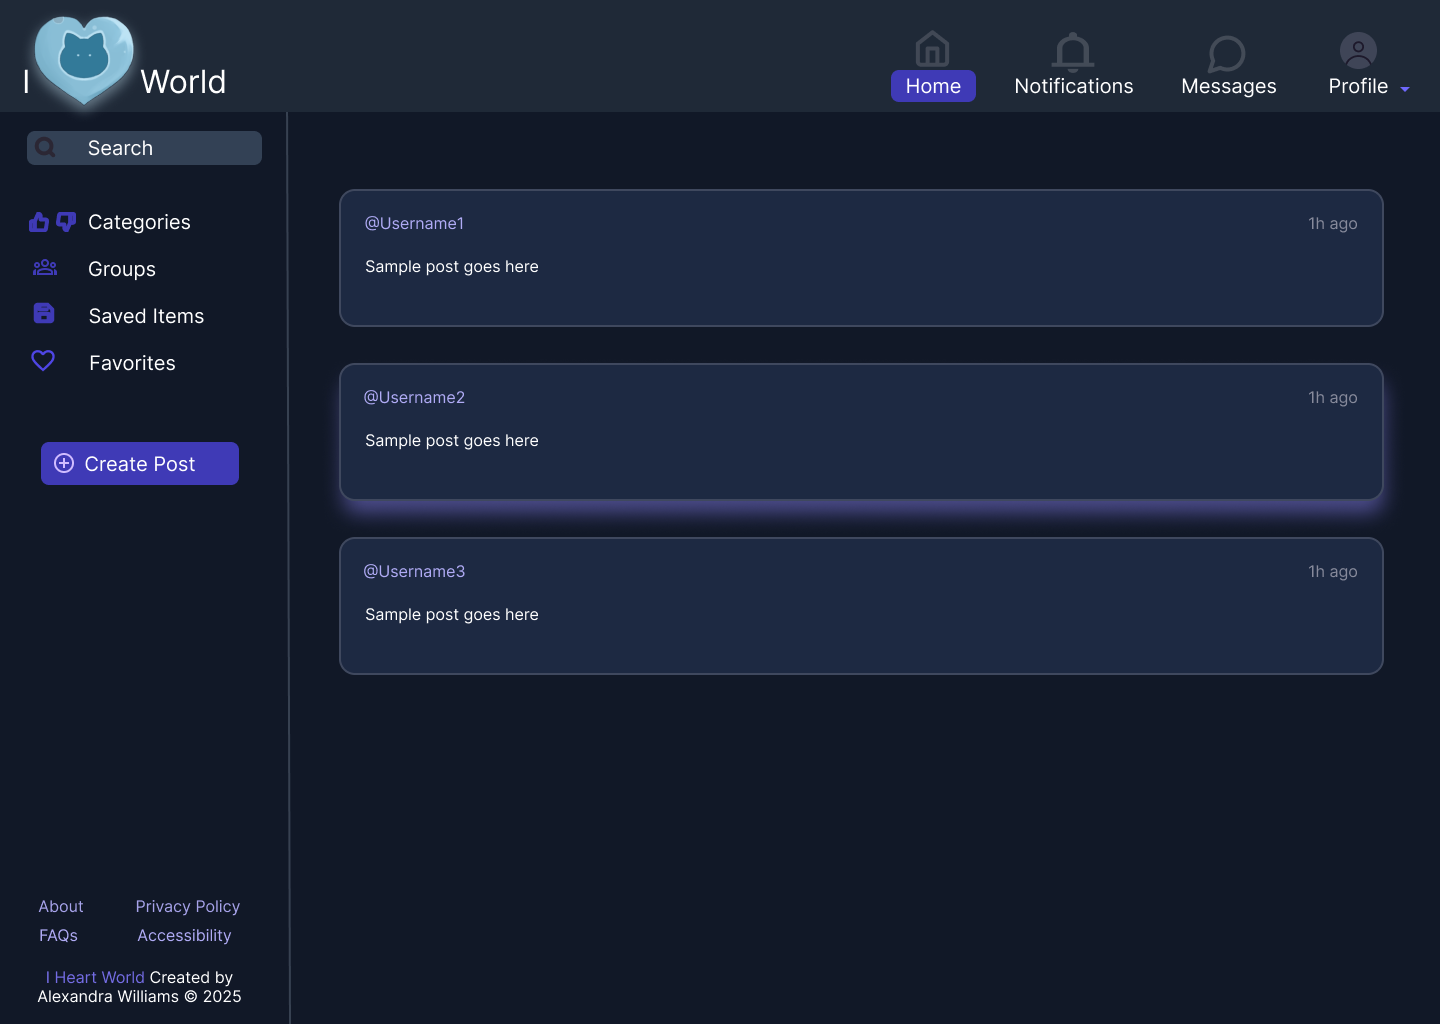 I World
Home
Notifications
Messages
Profile
Search
Categories
Groups
Saved Items
Favorites
Create Post
@Username1
1h ago
Sample post goes here
@Username2
1h ago
Sample post goes here
@Username3
1h ago
Sample post goes here
About
Privacy Policy
FAQs
Accessibility
I Heart World Created by
Alexandra Williams © 2025